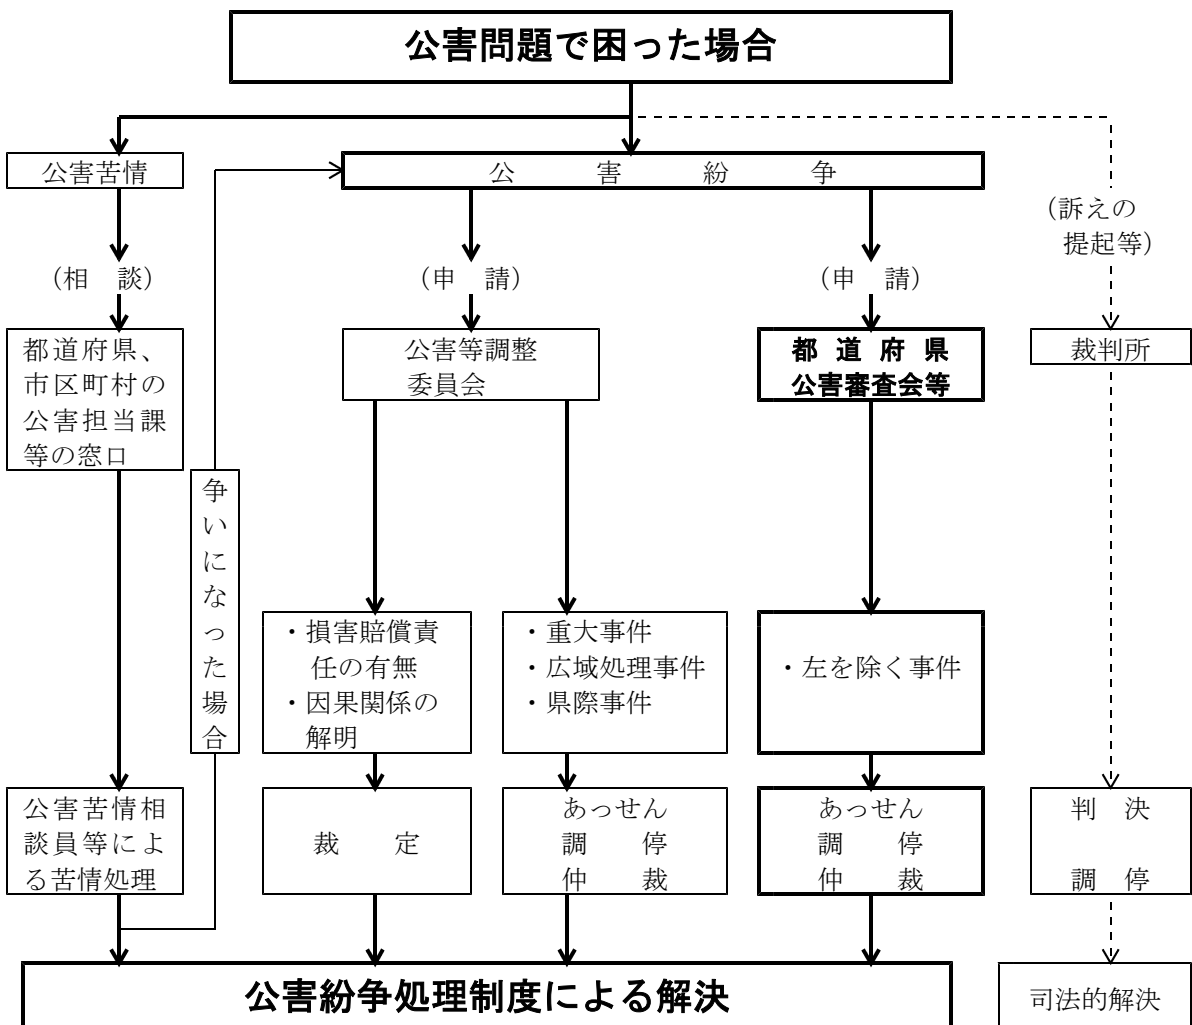 公害問題で困った場合
公害苦情
公害紛争
（訴えの
提起等）
（相　談）
（申　請）
（申　請）
都道府県、
市区町村の
公害担当課
等の窓口
公害等調整
委員会
都道府県
公害審査会等
裁判所
争いになった場合
・損害賠償責
任の有無
・因果関係の
解明
・重大事件
・広域処理事件
・県際事件
・左を除く事件
公害苦情相
談員等によ
る苦情処理
裁　定
あっせん
調　停
仲　裁
あっせん
調　停
仲　裁
判　決
調　停
公害紛争処理制度による解決
司法的解決